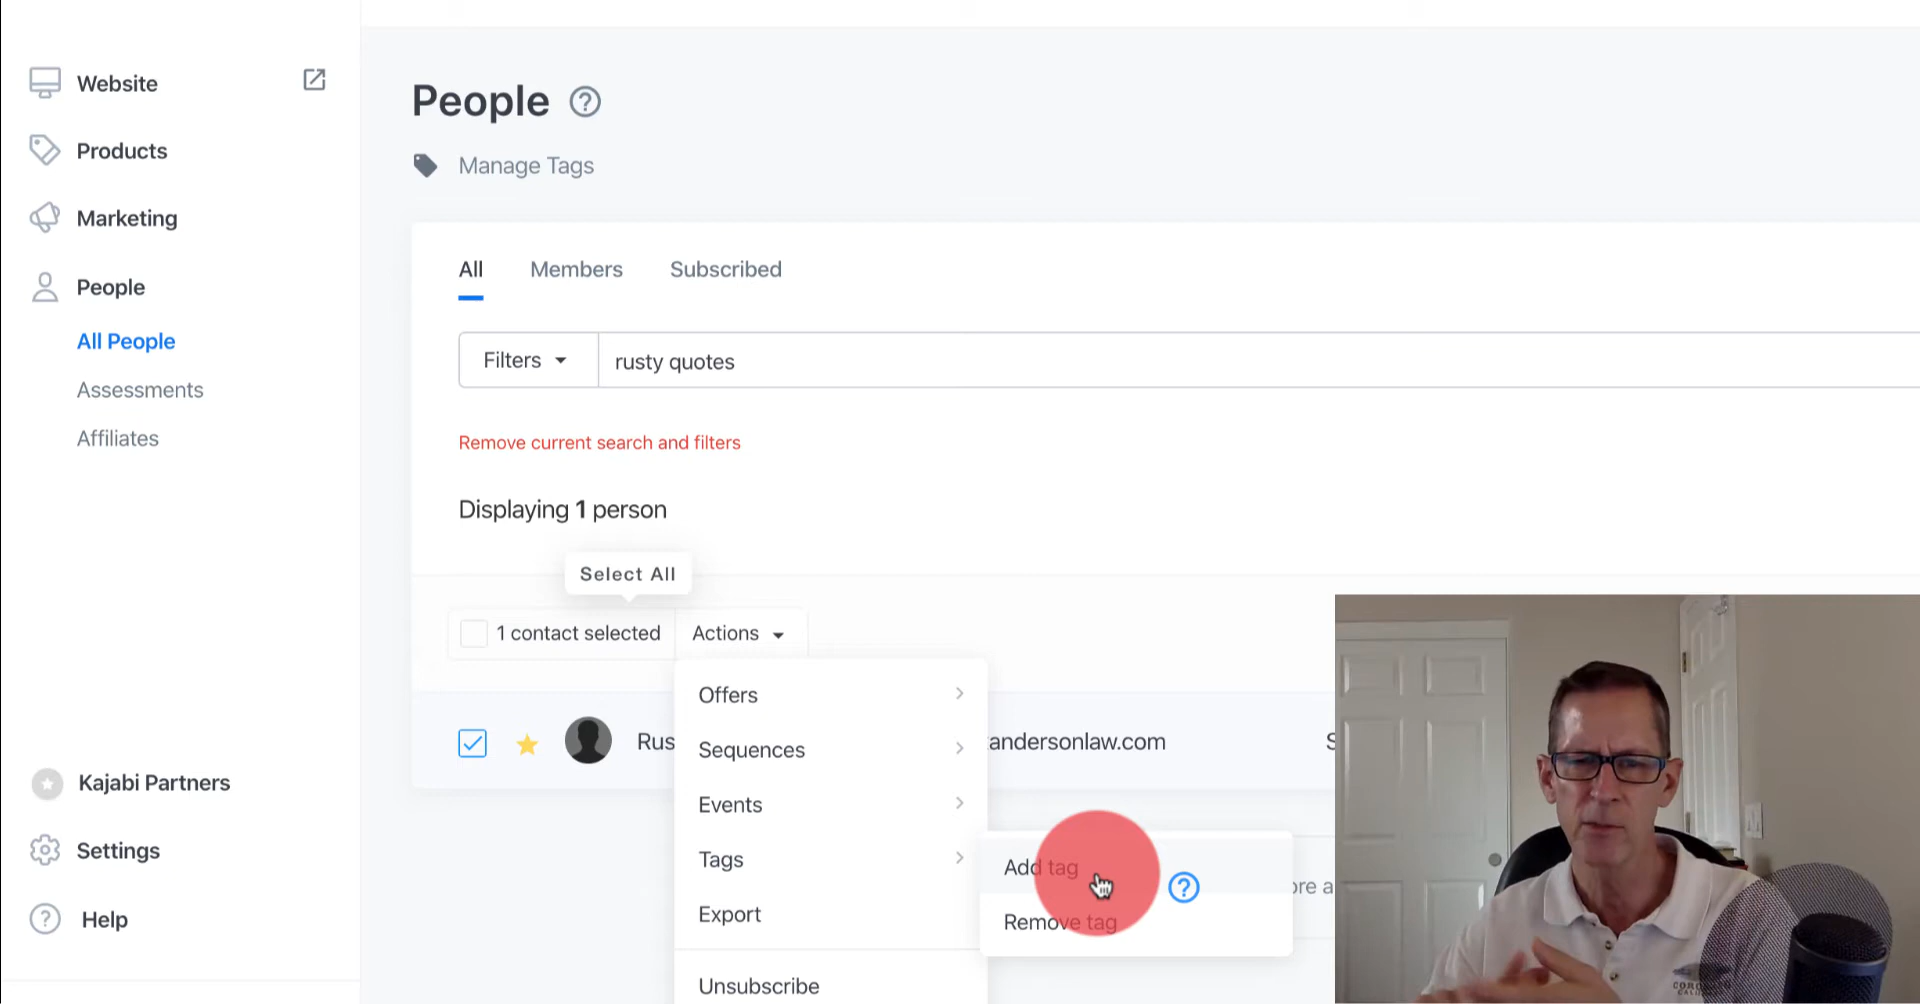 Website
Products
Marketing
People
All People
Assessments
Affiliates
Kajabi Partners
Settings
Help
People
Manage Tags
All Members Subscribed
Filters rusty quotes
Remove current search and filters
Displaying 1 person
Select All
1 contact selected Actions
Rus andersonlaw.com S
Offers
Sequences
Events
Tags
Export
Unsubscribe
Add tag
Remove tag
ore a